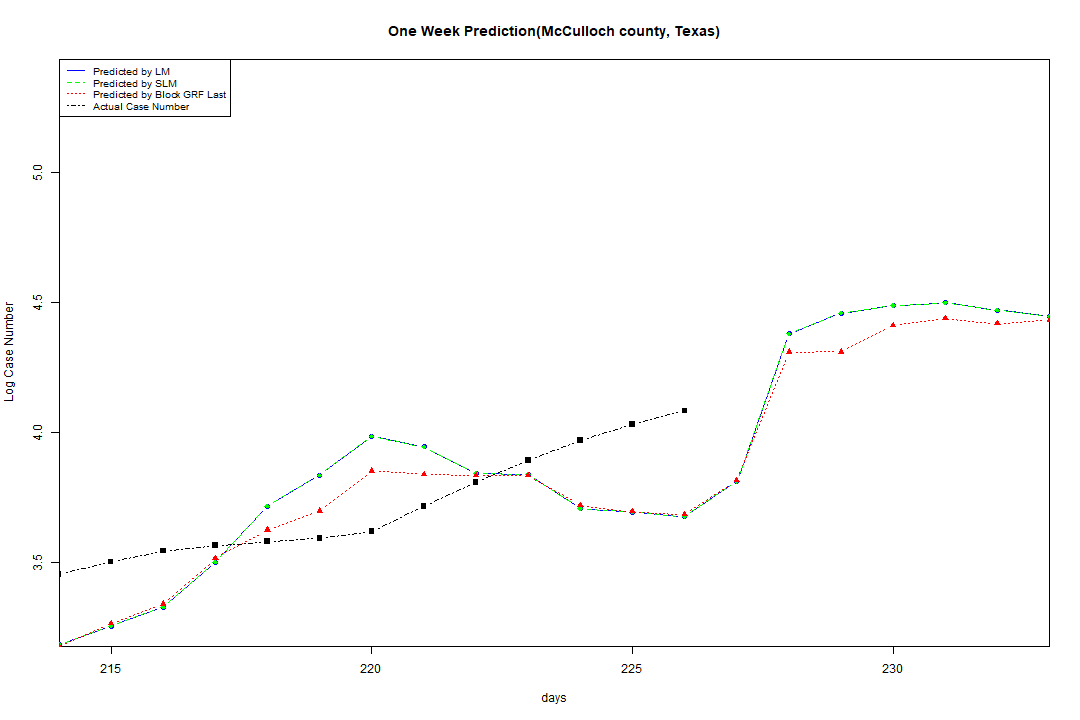 One Week Prediction(McCulloch county, Texas)
Predicted by LM
Predicted by SLM
Predicted by Block GRF Last
Actual Case Number
5.0
4.5
4.0
3.5
Log Case Number
215 220 225 230
days